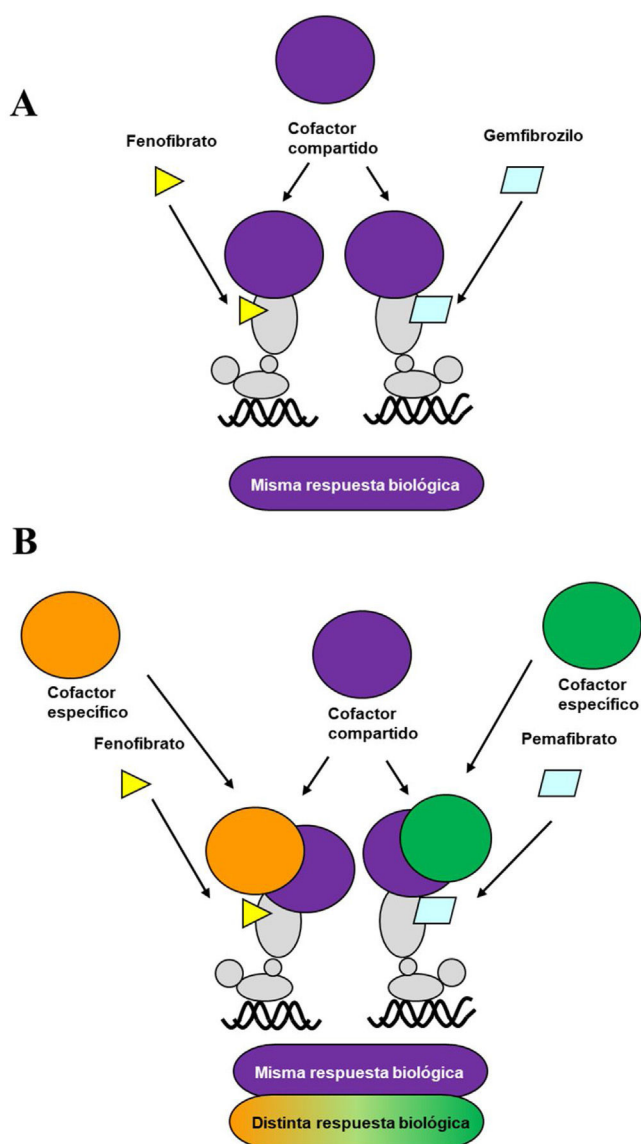 A
Fenofibrato
Cofactor
compartido
Gemfibrozilo
Misma respuesta biológica
B
Cofactor
específico
Fenofibrato
Cofactor
compartido
Cofactor
específico
Pemafibrato
Misma respuesta biológica
Distinta respuesta biológica